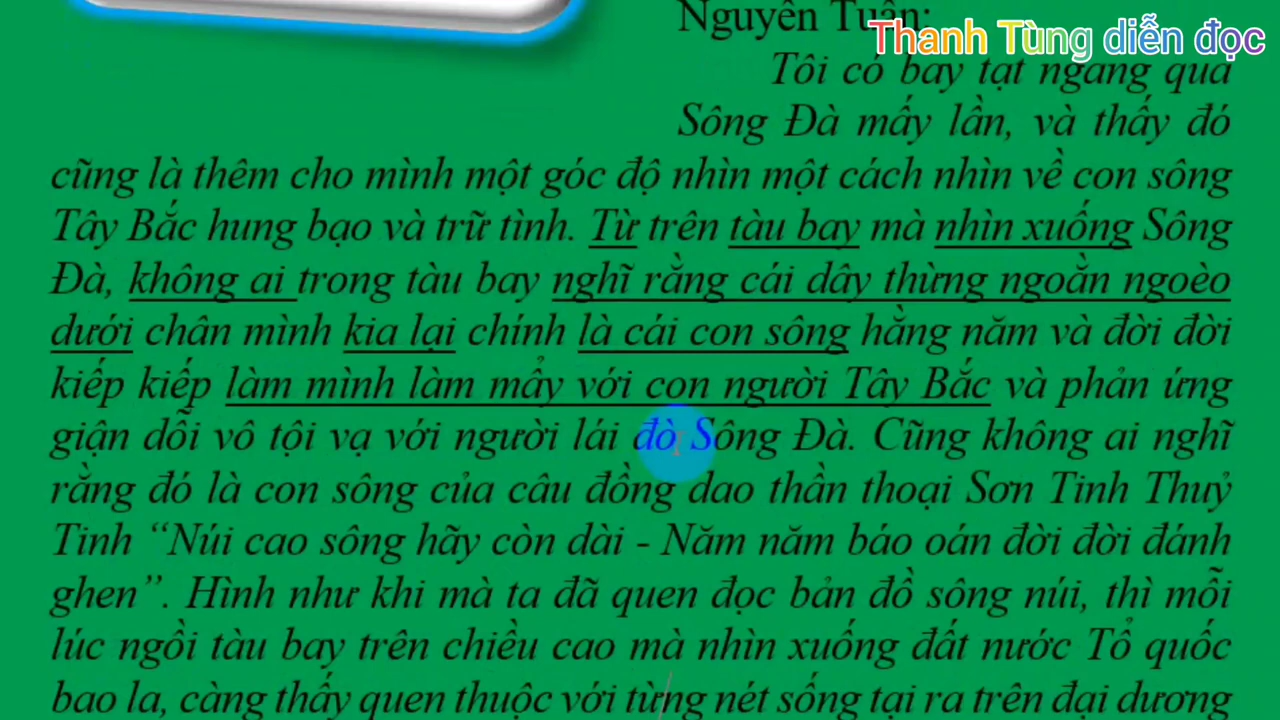 Nguyễn Tuân:
Thanh Tùng diễn đọc
Tôi có bay tạt ngang qua
Sông Đà mấy lần, và thấy đó
cũng là thêm cho mình một góc độ nhìn một cách nhìn về con sông
Tây Bắc hung bạo và trữ tình. Từ trên tàu bay mà nhìn xuống Sông
Đà, không ai trong tàu bay nghĩ rằng cái dây thừng ngoằn ngoèo
dưới chân mình kia lại chính là cái con sông hằng năm và đời đời
kiếp kiếp làm mình làm mẩy với con người Tây Bắc và phản ứng
giận dỗi vô tội vạ với người lái đò Sông Đà. Cũng không ai nghĩ
rằng đó là con sông của câu đồng dao thần thoại Sơn Tinh Thuỷ
Tinh “Núi cao sông hãy còn dài - Năm năm báo oán đời đời đánh
ghen”. Hình như khi mà ta đã quen đọc bản đồ sông núi, thì mỗi
lúc ngồi tàu bay trên chiều cao mà nhìn xuống đất nước Tổ quốc
bao la, càng thấy quen thuộc với từng nét sống tại ra trên đại dương